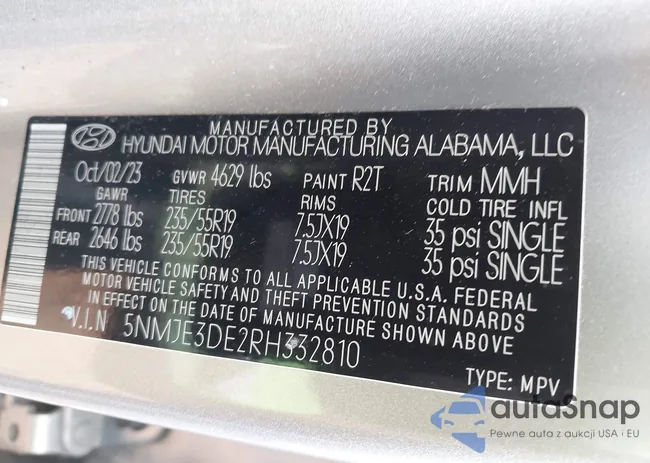 MANUFACTURED BY
HYUNDAI MOTOR MANUFACTURING ALABAMA, LLC
Oct/02/23 GVWR 4629 lbs PAINT R2T TRIM MMH
GAWR TIRES RIMS COLD TIRE INFL
FRONT 2778 lbs 235/55R19 7.5JX19 35 psi SINGLE
REAR 2646 lbs 235/55R19 7.5JX19 35 psi SINGLE
THIS VEHICLE CONFORMS TO ALL APPLICABLE U.S.A. FEDERAL
MOTOR VEHICLE SAFETY AND THEFT PREVENTION STANDARDS
IN EFFECT ON THE DATE OF MANUFACTURE SHOWN ABOVE
V.I.N 5NMJE3DE2RH332810
TYPE: MPV
autosnap
Pewne auta z aukcji USA i EU